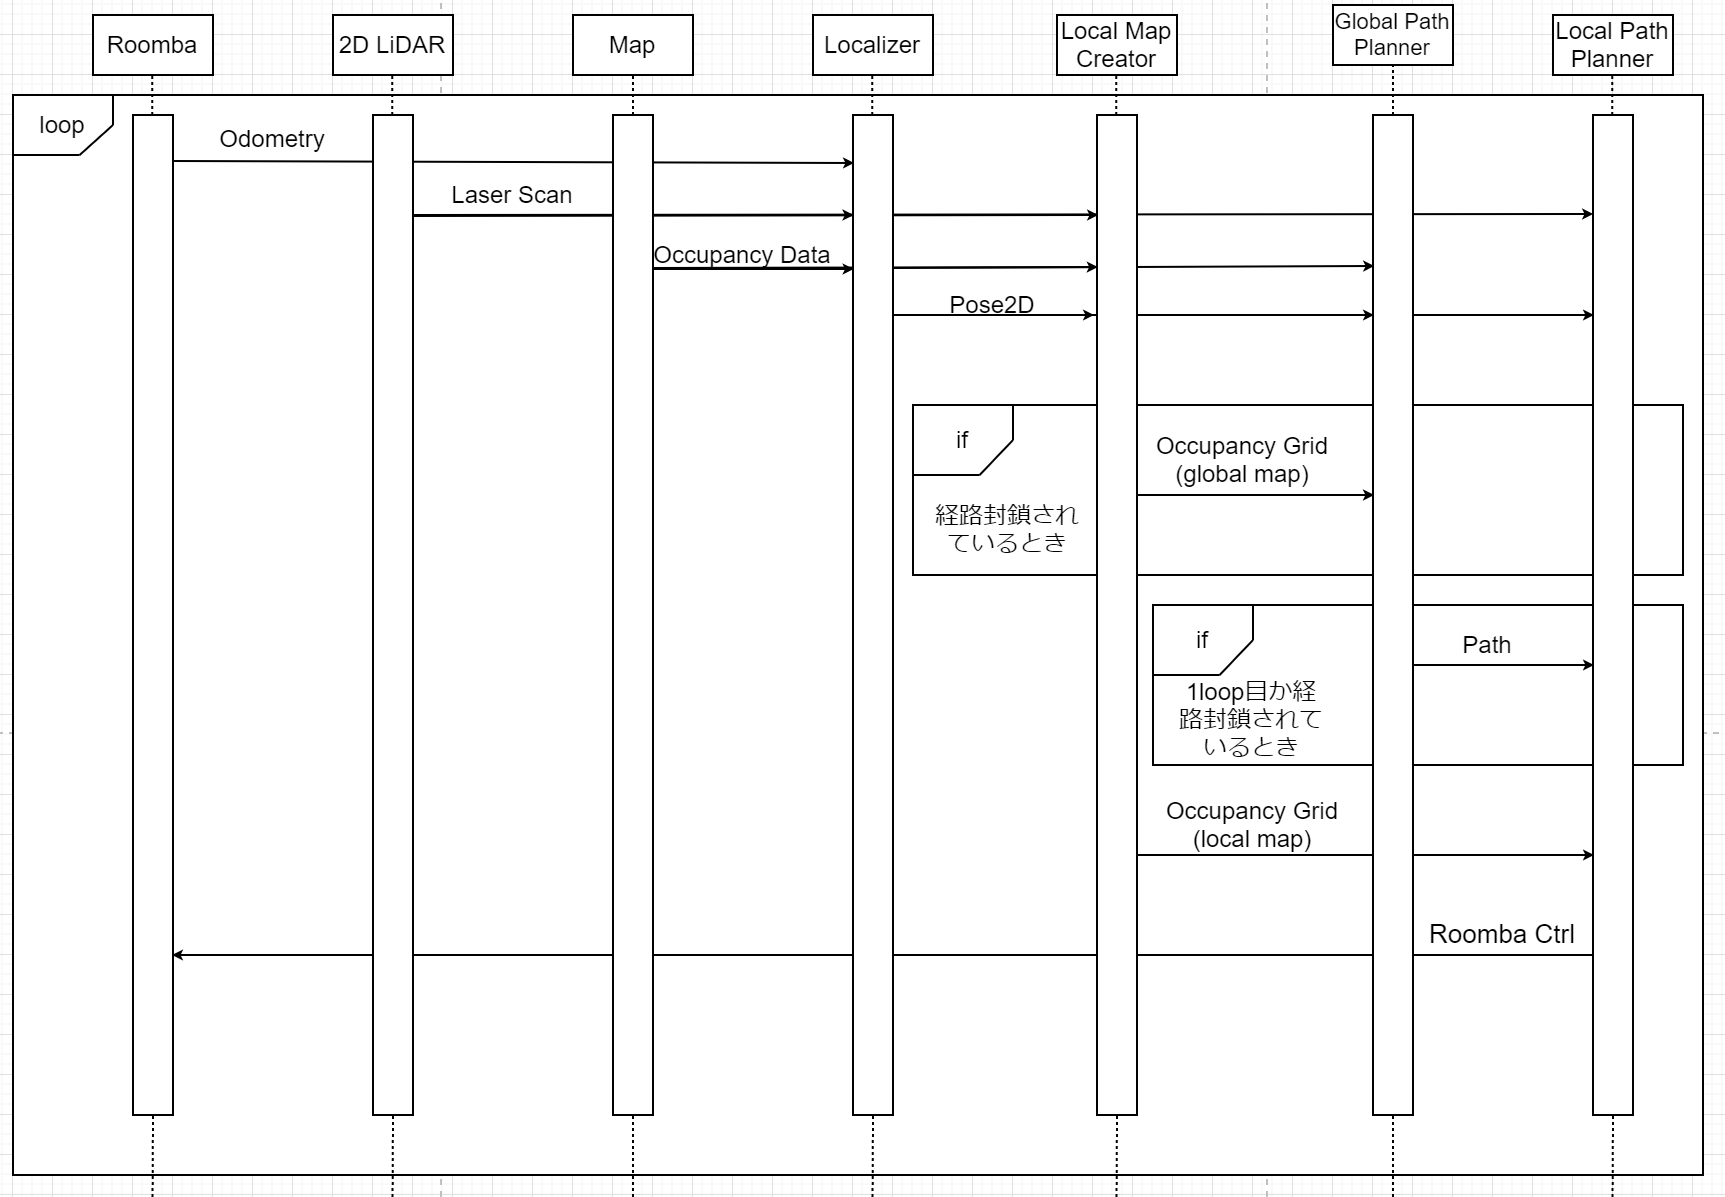 Roomba
2D LiDAR
Map
Localizer
Local Map
Creator
Global Path
Planner
Local Path
Planner
loop
Odometry
Laser Scan
Occupancy Data
Pose2D
if
経路封鎖され
ているとき
Occupancy Grid
(global map)
if
1loop目か経
路封鎖されて
いるとき
Path
Occupancy Grid
(local map)
Roomba Ctrl